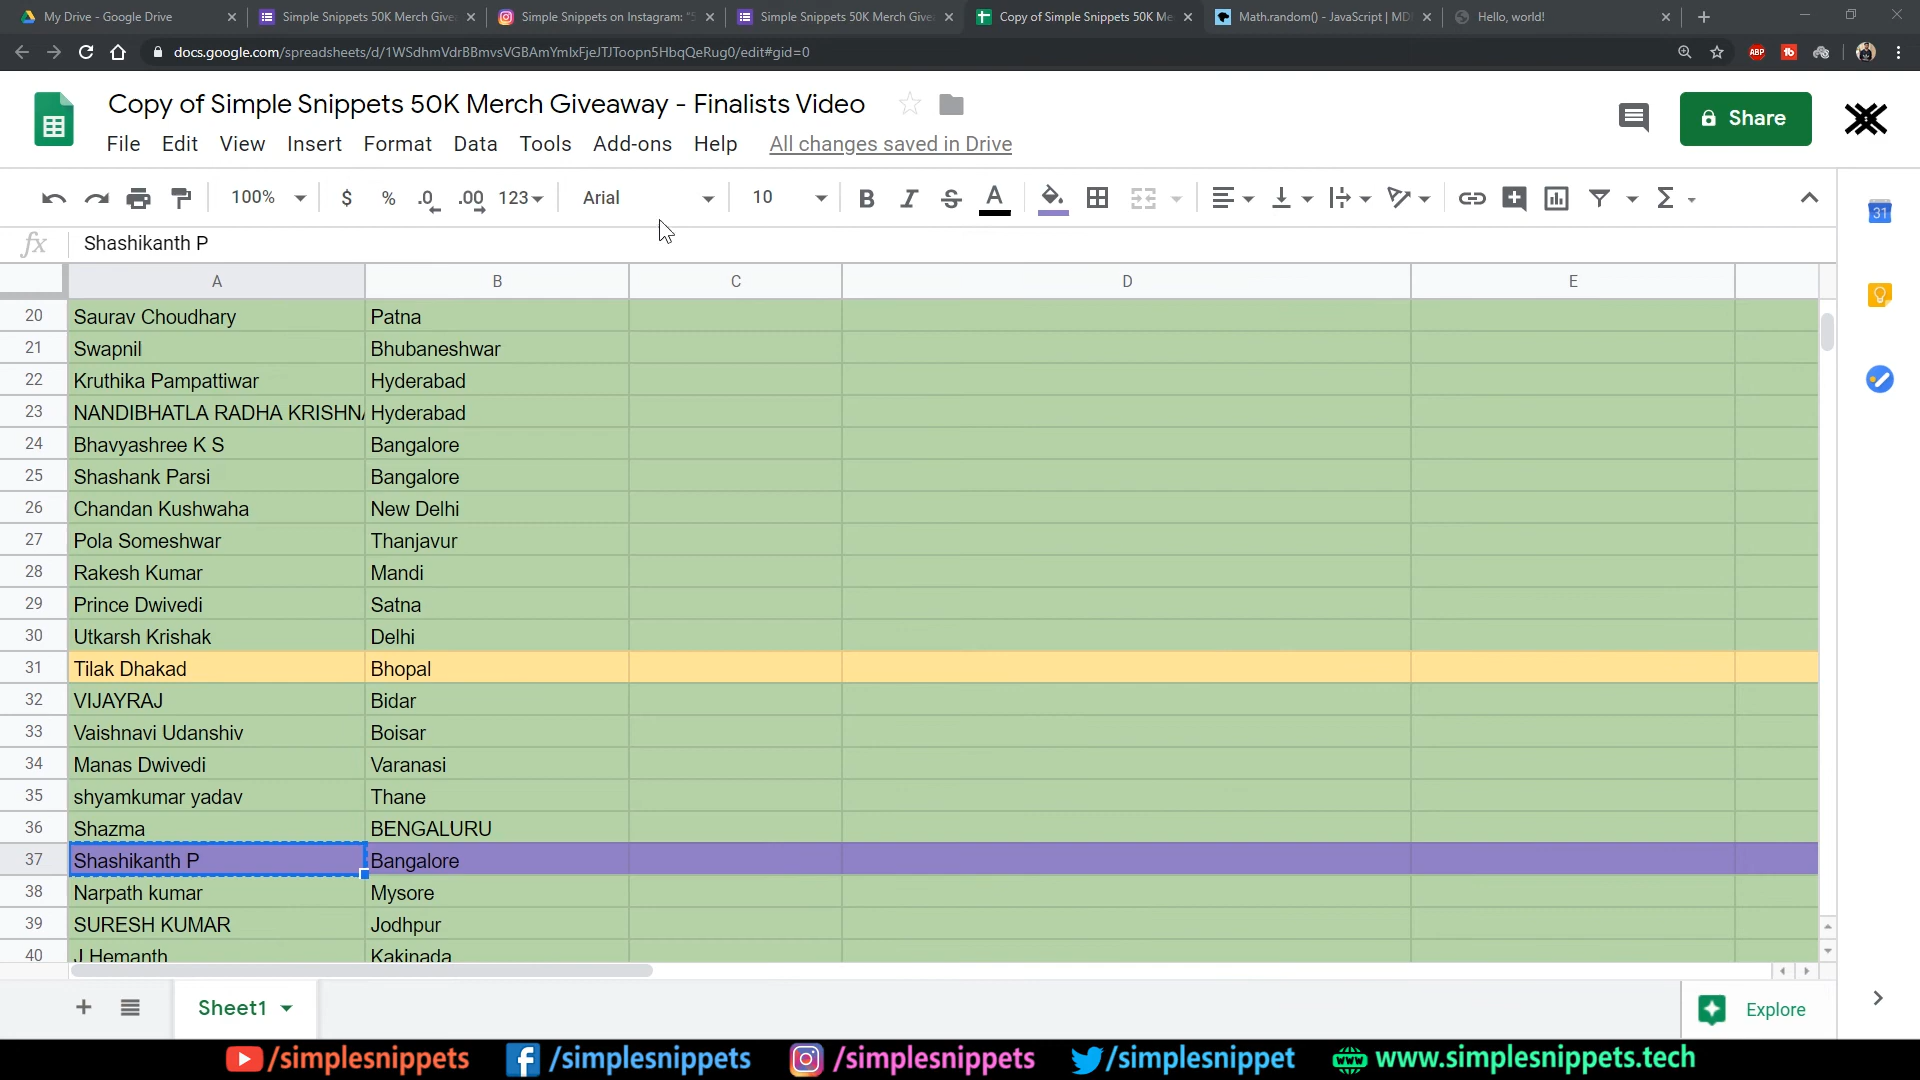 My Drive - Google Drive
Simple Snippets 50K Merch Give
Simple Snippets on Instagram: "S
Simple Snippets 50K Merch Give
Copy of Simple Snippets 50K Me
Math.random() - JavaScript | MD
Hello, world!
docs.google.com/spreadsheets/d/1WSdhmVdrBBmvsVGBAmYmlxFjeJTJToopn5HbqQeRug0/edit#gid=0
ABP
Copy of Simple Snippets 50K Merch Giveaway - Finalists Video
Share
File Edit View Insert Format Data Tools Add-ons Help All changes saved in Drive
100% $ % .0 .00 123 Arial 10 B I S A Σ
31
fx Shashikanth P
A B C D E
20 Saurav Choudhary Patna
21 Swapnil Bhubaneshwar
22 Kruthika Pampattiwar Hyderabad
23 NANDIBHATLA RADHA KRISHNA Hyderabad
24 Bhavyashree K S Bangalore
25 Shashank Parsi Bangalore
26 Chandan Kushwaha New Delhi
27 Pola Someshwar Thanjavur
28 Rakesh Kumar Mandi
29 Prince Dwivedi Satna
30 Utkarsh Krishak Delhi
31 Tilak Dhakad Bhopal
32 VIJAYRAJ Bidar
33 Vaishnavi Udanshiv Boisar
34 Manas Dwivedi Varanasi
35 shyamkumar yadav Thane
36 Shazma BENGALURU
37 Shashikanth P Bangalore
38 Narpath kumar Mysore
39 SURESH KUMAR Jodhpur
40 J Hemanth Kakinada
Sheet1
Explore
/simplesnippets /simplesnippets /simplesnippets /simplesnippet www.simplesnippets.tech